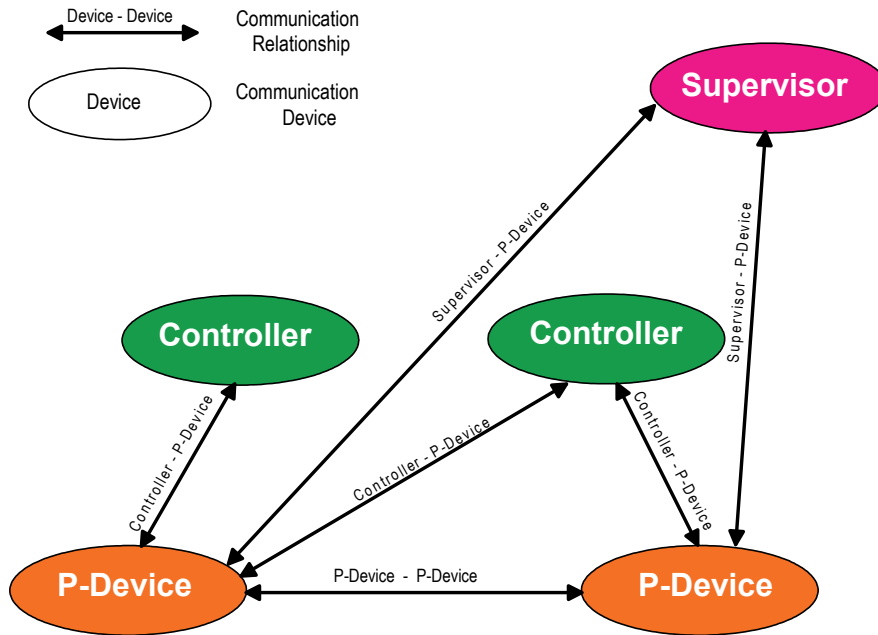 Device - Device
Communication
Relationship
Device
Communication
Device
Supervisor
Supervisor - P-Device
Supervisor - P-Device
Controller
Controller
Controller - P-Device
Controller - P-Device
Controller - P-Device
P-Device
P-Device - P-Device
P-Device